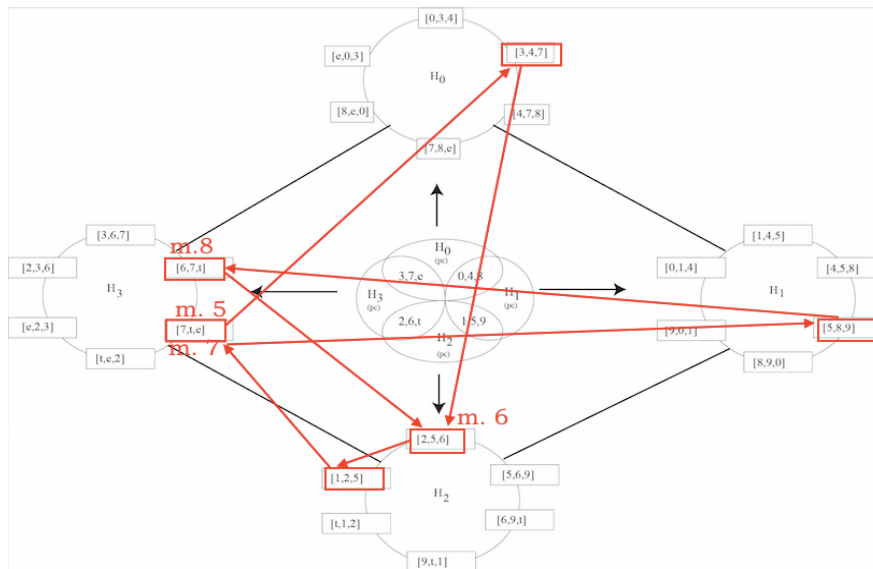 [0,3,4]
[e,0,3]
[3,4,7]
H0
[8,e,0]
[4,7,8]
[7,8,e]
[3,6,7]
m.8
[2,3,6]
[6,7,t]
H3
m. 5
[e,2,3]
[7,t,e]
m. 7
[t,e,2]
H0
(pc)
3,7,e
0,4,8
H3
(pc)
H1
(pc)
2,6,t
1,5,9
H2
(pc)
[1,4,5]
[0,1,4]
[4,5,8]
H1
[9,0,1]
[5,8,9]
[8,9,0]
m. 6
[2,5,6]
[1,2,5]
[5,6,9]
H2
[t,1,2]
[6,9,t]
[9,t,1]